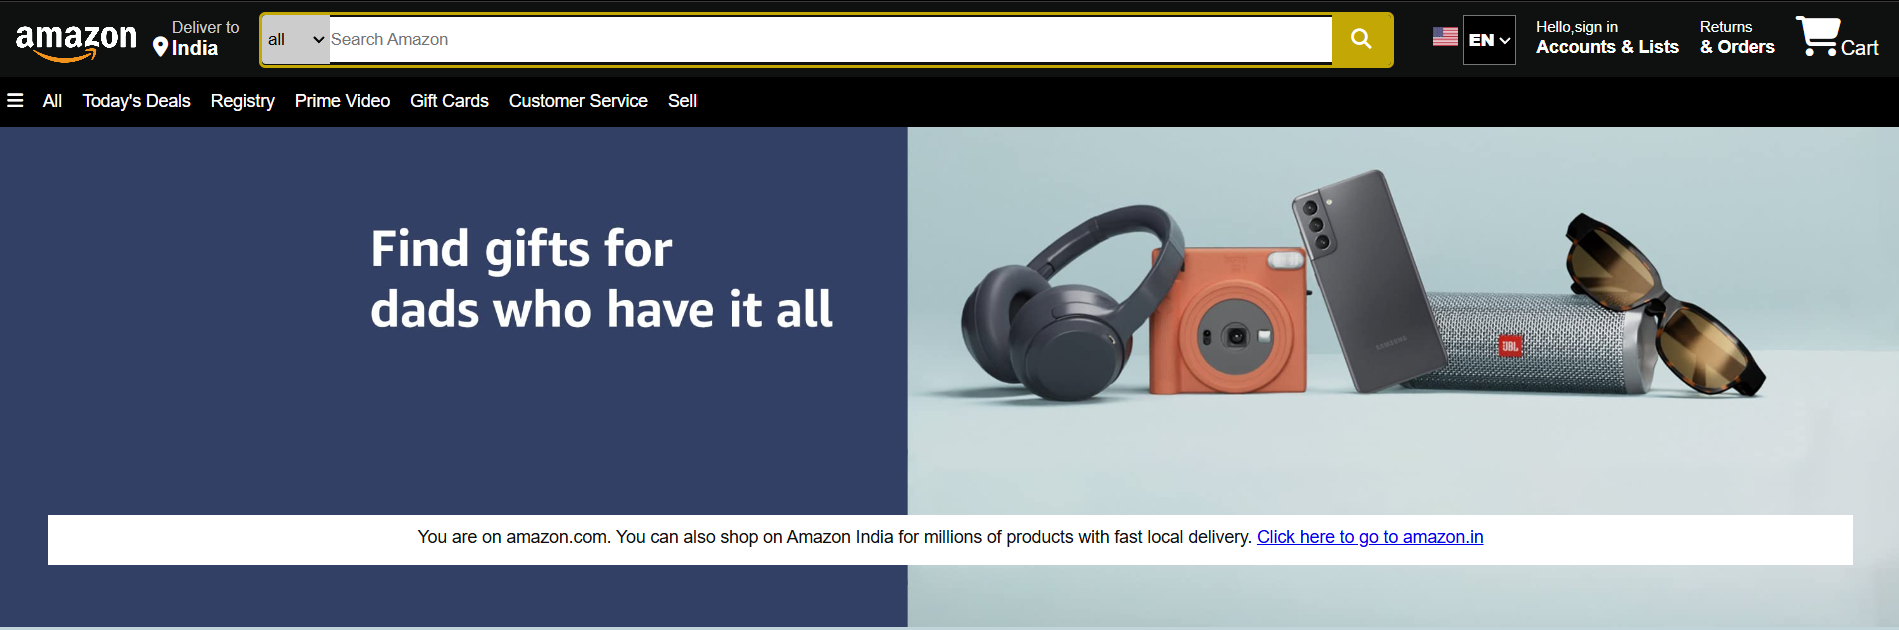 amazon
Deliver to
India
all
Search Amazon
EN
Hello,sign in
Accounts & Lists
Returns
& Orders
Cart
All Today's Deals Registry Prime Video Gift Cards Customer Service Sell
Find gifts for
dads who have it all
SAMSUNG
JBL
You are on amazon.com. You can also shop on Amazon India for millions of products with fast local delivery. Click here to go to amazon.in